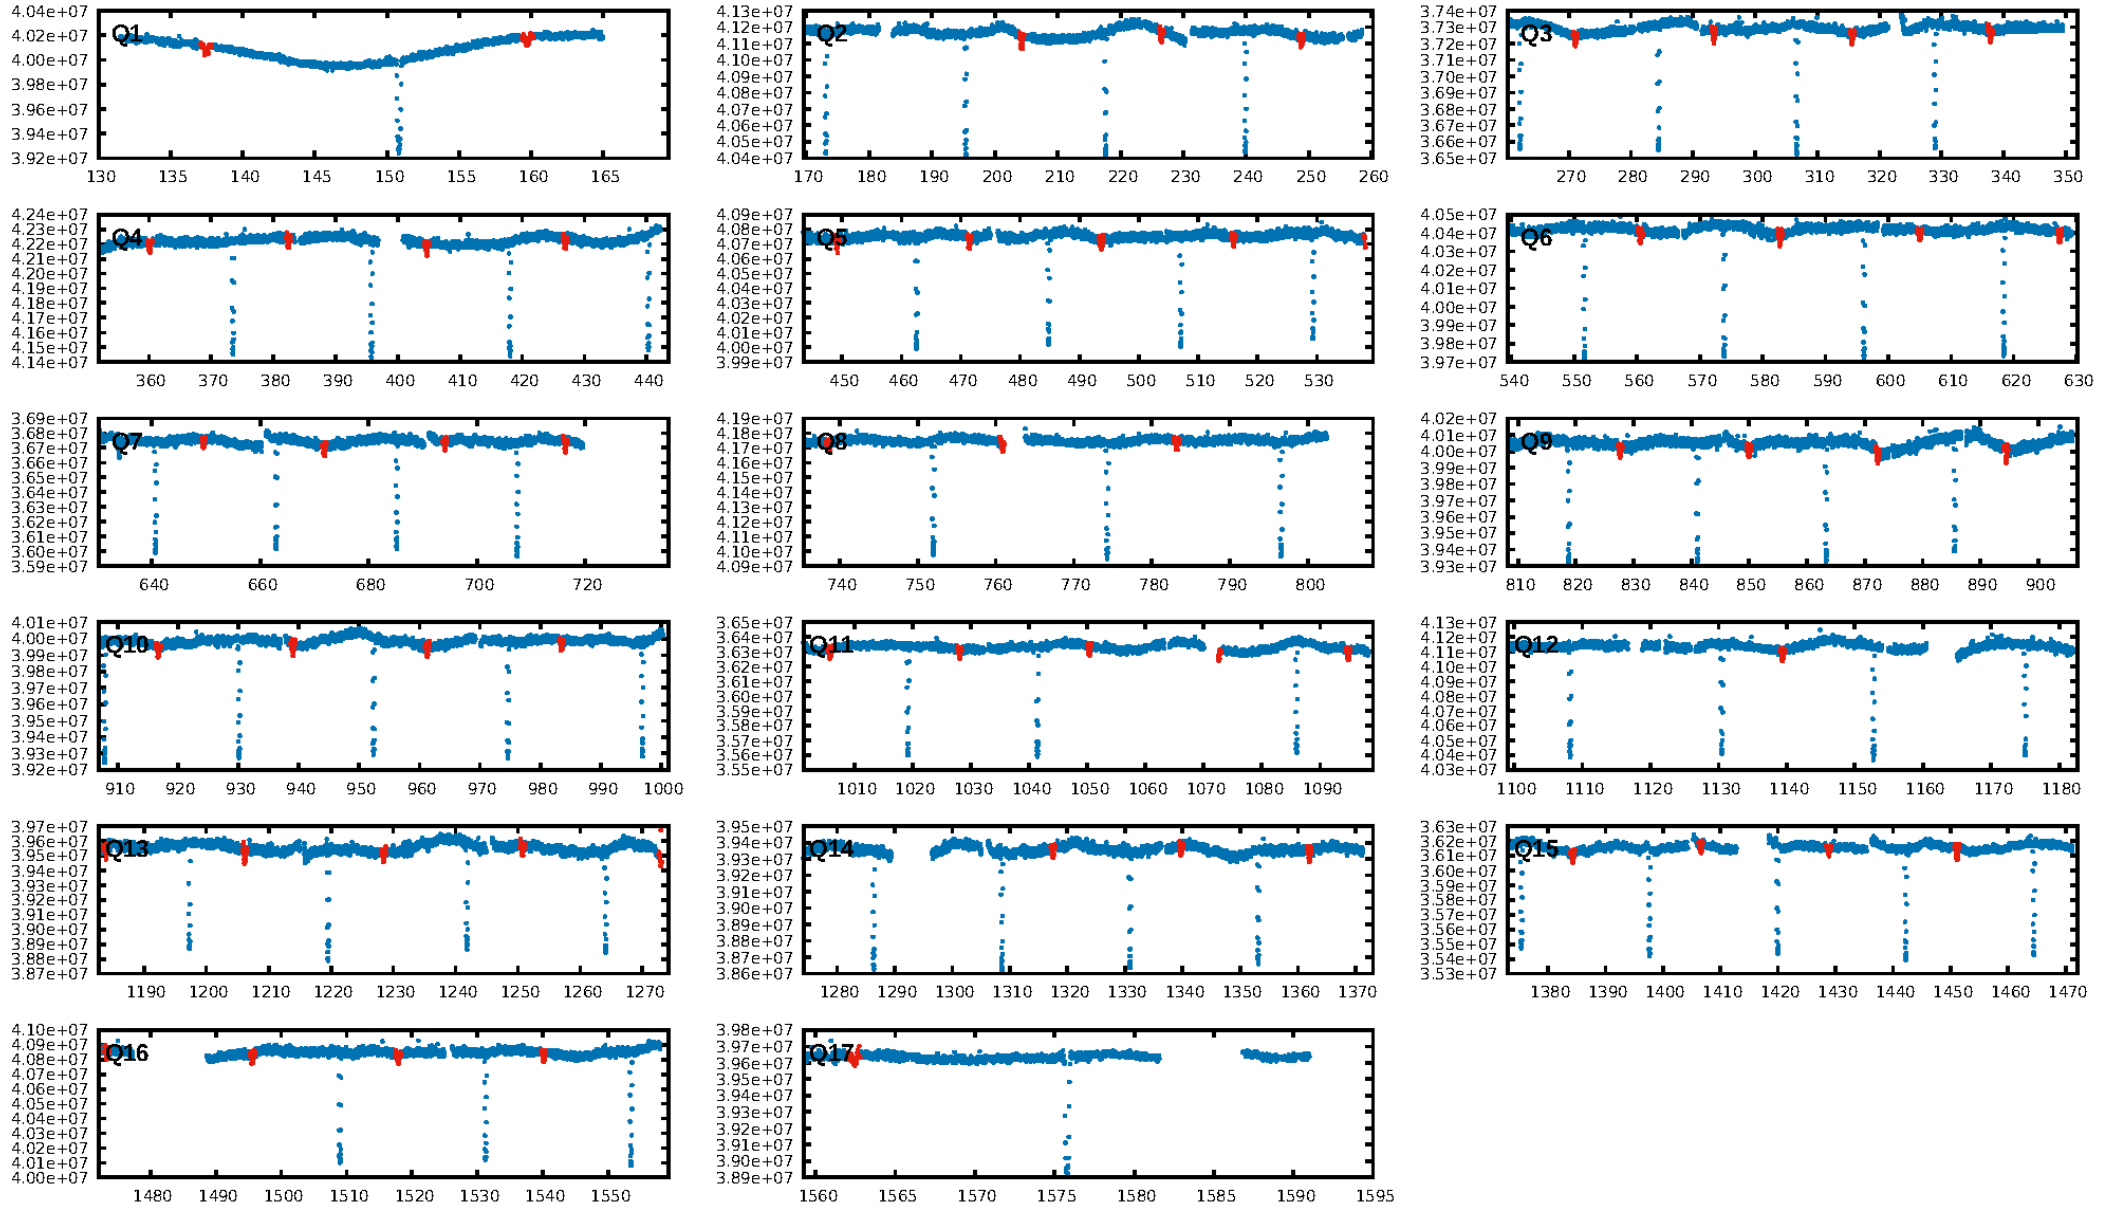 4.04e+07
4.02e+07
4.00e+07
3.98e+07
3.96e+07
3.94e+07
3.92e+07
Q1
130 135 140 145 150 155 160 165
4.13e+07
4.12e+07
4.11e+07
4.10e+07
4.09e+07
4.08e+07
4.07e+07
4.06e+07
4.05e+07
4.04e+07
Q2
170 180 190 200 210 220 230 240 250 260
3.74e+07
3.73e+07
3.72e+07
3.71e+07
3.70e+07
3.69e+07
3.68e+07
3.67e+07
3.66e+07
3.65e+07
Q3
270 280 290 300 310 320 330 340 350
4.24e+07
4.23e+07
4.22e+07
4.21e+07
4.20e+07
4.19e+07
4.18e+07
4.17e+07
4.16e+07
4.15e+07
4.14e+07
Q4
360 370 380 390 400 410 420 430 440
4.09e+07
4.08e+07
4.07e+07
4.06e+07
4.05e+07
4.04e+07
4.03e+07
4.02e+07
4.01e+07
4.00e+07
3.99e+07
Q5
450 460 470 480 490 500 510 520 530
4.05e+07
4.04e+07
4.03e+07
4.02e+07
4.01e+07
4.00e+07
3.99e+07
3.98e+07
3.97e+07
Q6
540 550 560 570 580 590 600 610 620 630
3.69e+07
3.68e+07
3.67e+07
3.66e+07
3.65e+07
3.64e+07
3.63e+07
3.62e+07
3.61e+07
3.60e+07
3.59e+07
Q7
640 660 680 700 720
4.19e+07
4.18e+07
4.17e+07
4.16e+07
4.15e+07
4.14e+07
4.13e+07
4.12e+07
4.11e+07
4.10e+07
4.09e+07
Q8
740 750 760 770 780 790 800
4.02e+07
4.01e+07
4.00e+07
3.99e+07
3.98e+07
3.97e+07
3.96e+07
3.95e+07
3.94e+07
3.93e+07
Q9
810 820 830 840 850 860 870 880 890 900
4.01e+07
4.00e+07
3.99e+07
3.98e+07
3.97e+07
3.96e+07
3.95e+07
3.94e+07
3.93e+07
3.92e+07
Q10
910 920 930 940 950 960 970 980 990 1000
3.65e+07
3.64e+07
3.63e+07
3.62e+07
3.61e+07
3.60e+07
3.59e+07
3.58e+07
3.57e+07
3.56e+07
3.55e+07
Q11
1010 1020 1030 1040 1050 1060 1070 1080 1090
4.13e+07
4.12e+07
4.11e+07
4.10e+07
4.09e+07
4.08e+07
4.07e+07
4.06e+07
4.05e+07
4.04e+07
4.03e+07
Q12
1100 1110 1120 1130 1140 1150 1160 1170 1180
3.97e+07
3.96e+07
3.95e+07
3.94e+07
3.93e+07
3.92e+07
3.91e+07
3.90e+07
3.89e+07
3.88e+07
3.87e+07
Q13
1190 1200 1210 1220 1230 1240 1250 1260 1270
3.95e+07
3.94e+07
3.93e+07
3.92e+07
3.91e+07
3.90e+07
3.89e+07
3.88e+07
3.87e+07
3.86e+07
Q14
1280 1290 1300 1310 1320 1330 1340 1350 1360 1370
3.63e+07
3.62e+07
3.61e+07
3.60e+07
3.59e+07
3.58e+07
3.57e+07
3.56e+07
3.55e+07
3.54e+07
3.53e+07
Q15
1380 1390 1400 1410 1420 1430 1440 1450 1460 1470
4.10e+07
4.09e+07
4.08e+07
4.07e+07
4.06e+07
4.05e+07
4.04e+07
4.03e+07
4.02e+07
4.01e+07
4.00e+07
Q16
1480 1490 1500 1510 1520 1530 1540 1550
3.98e+07
3.97e+07
3.96e+07
3.95e+07
3.94e+07
3.93e+07
3.92e+07
3.91e+07
3.90e+07
3.89e+07
Q17
1560 1565 1570 1575 1580 1585 1590 1595